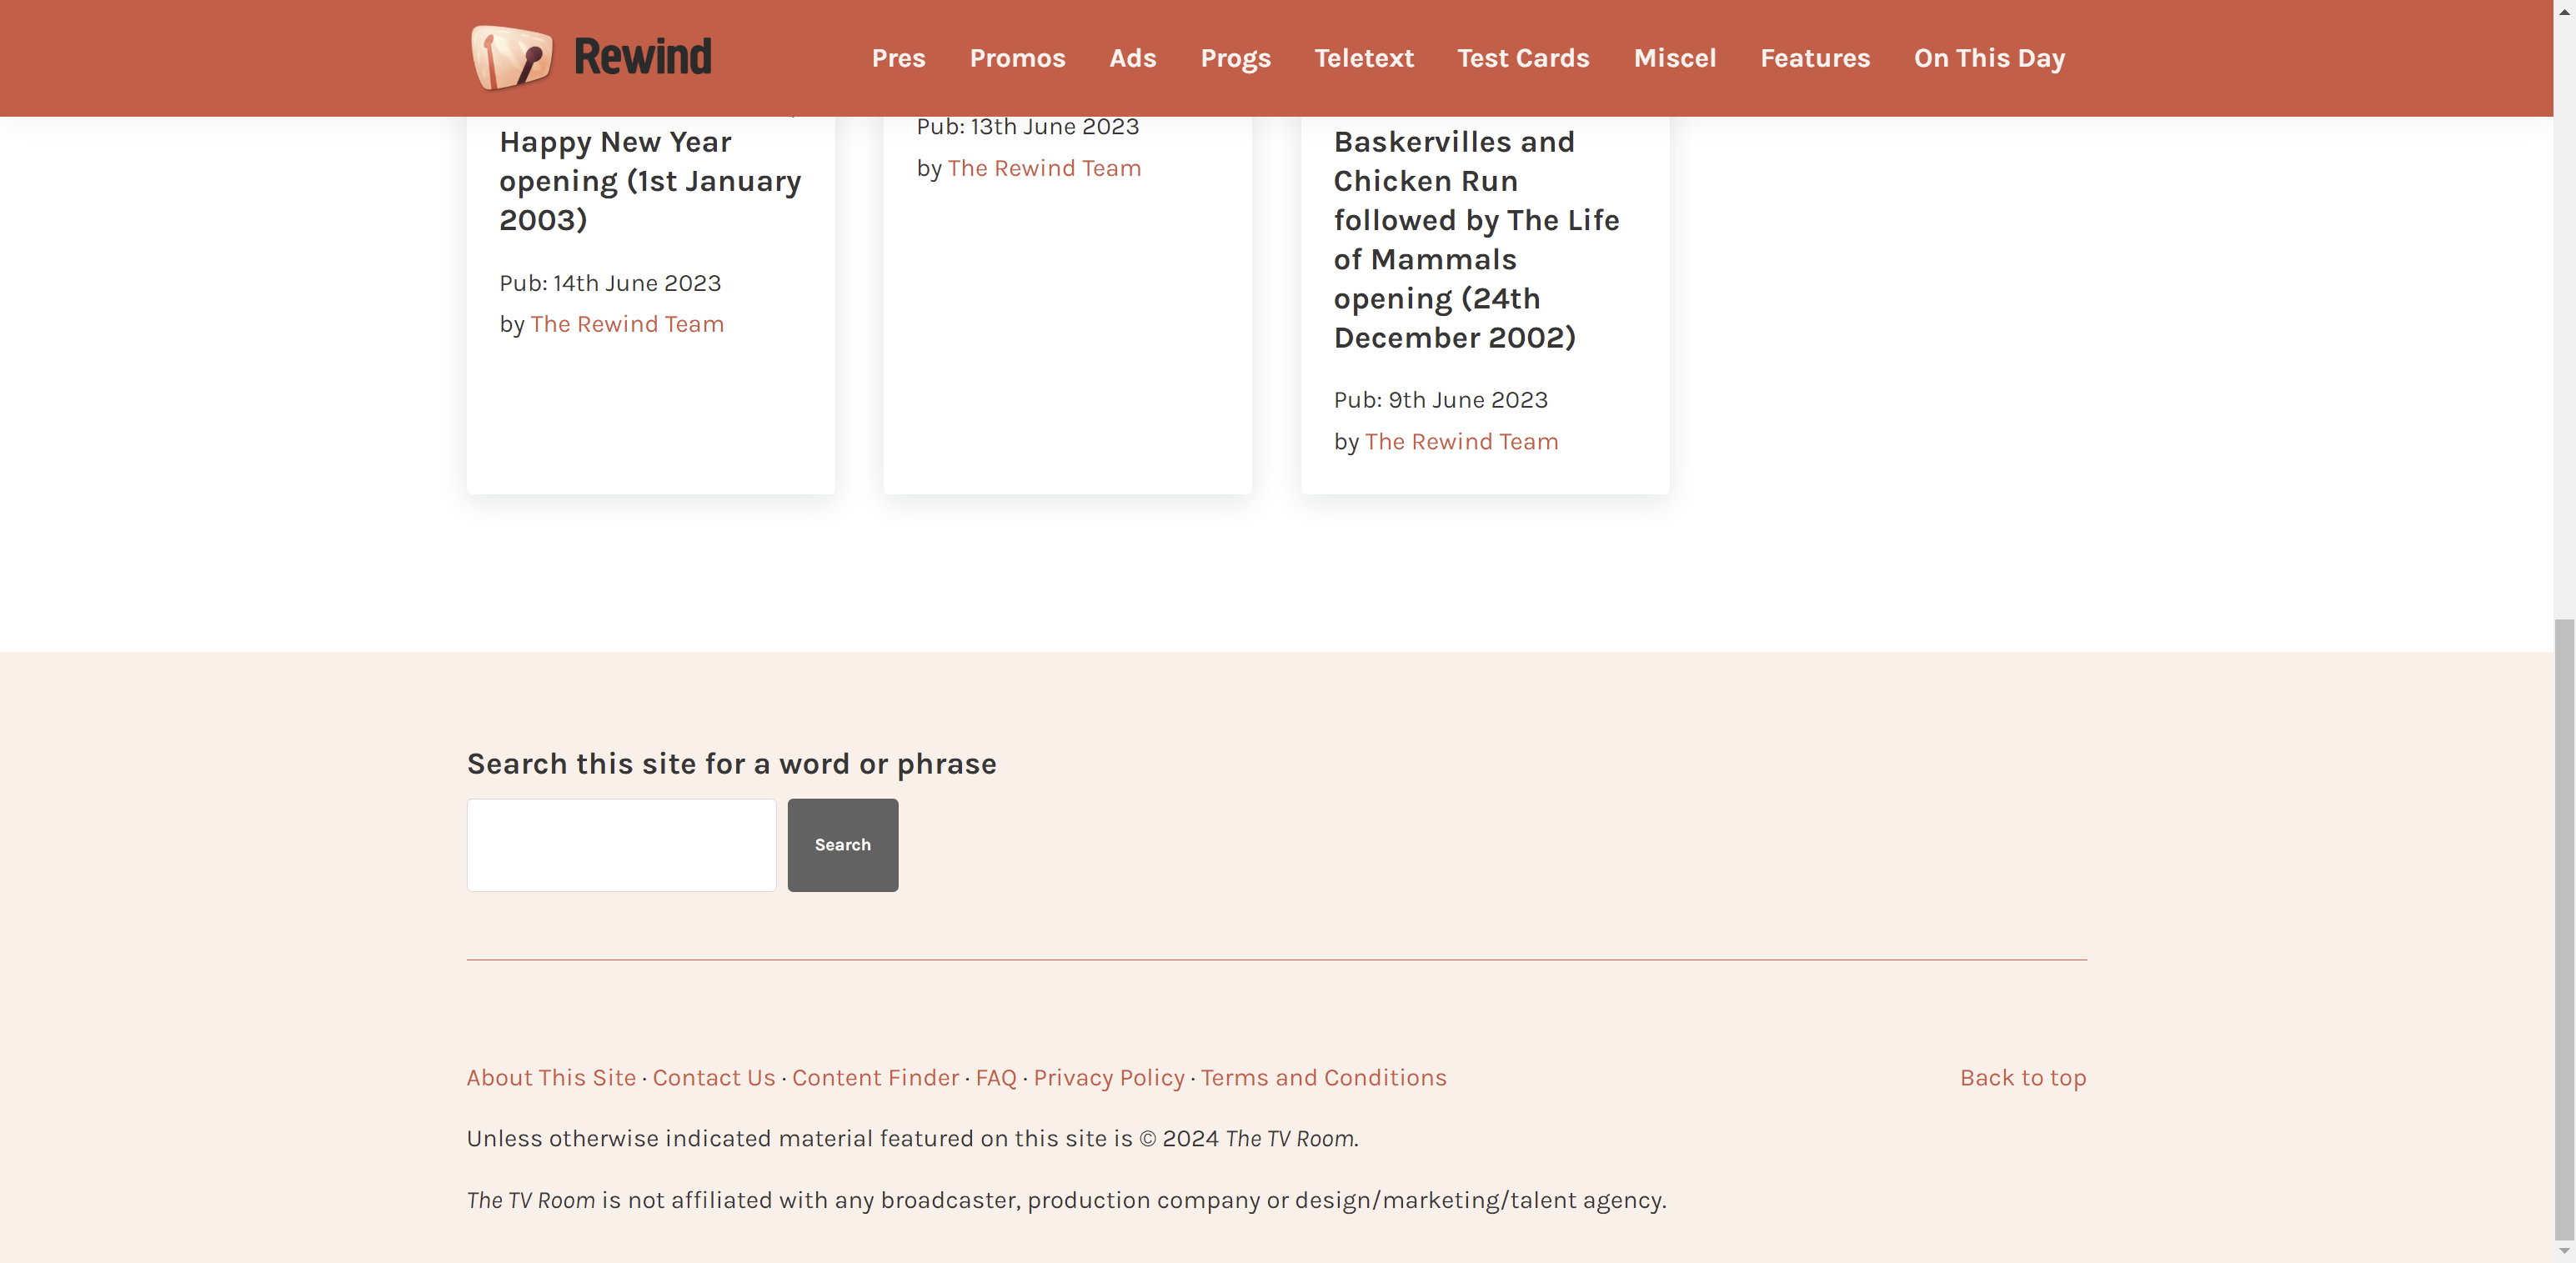 Rewind
Pres Promos Ads Progs Teletext Test Cards Miscel Features On This Day
Happy New Year
opening (1st January
2003)
Pub: 14th June 2023
by The Rewind Team
Pub: 13th June 2023
by The Rewind Team
Baskervilles and
Chicken Run
followed by The Life
of Mammals
opening (24th
December 2002)
Pub: 9th June 2023
by The Rewind Team
Search this site for a word or phrase
Search
About This Site · Contact Us · Content Finder · FAQ · Privacy Policy · Terms and Conditions
Back to top
Unless otherwise indicated material featured on this site is © 2024 The TV Room.
The TV Room is not affiliated with any broadcaster, production company or design/marketing/talent agency.